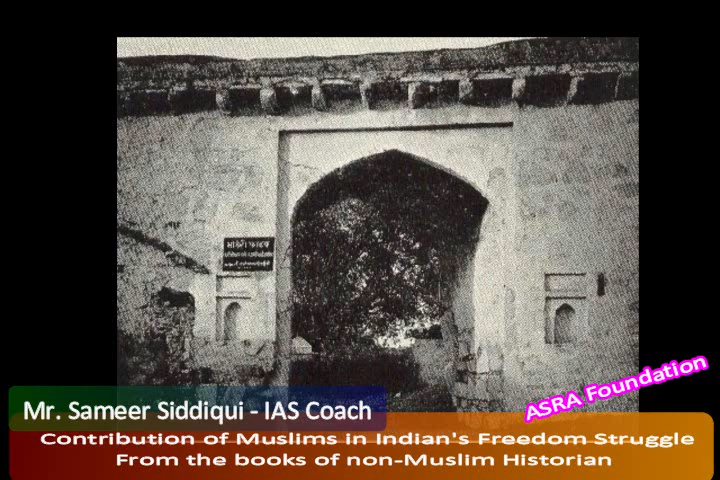 Mr. Sameer Siddiqui - IAS Coach
ASRA Foundation
Contribution of Muslims in Indian's Freedom Struggle
From the books of non-Muslim Historian